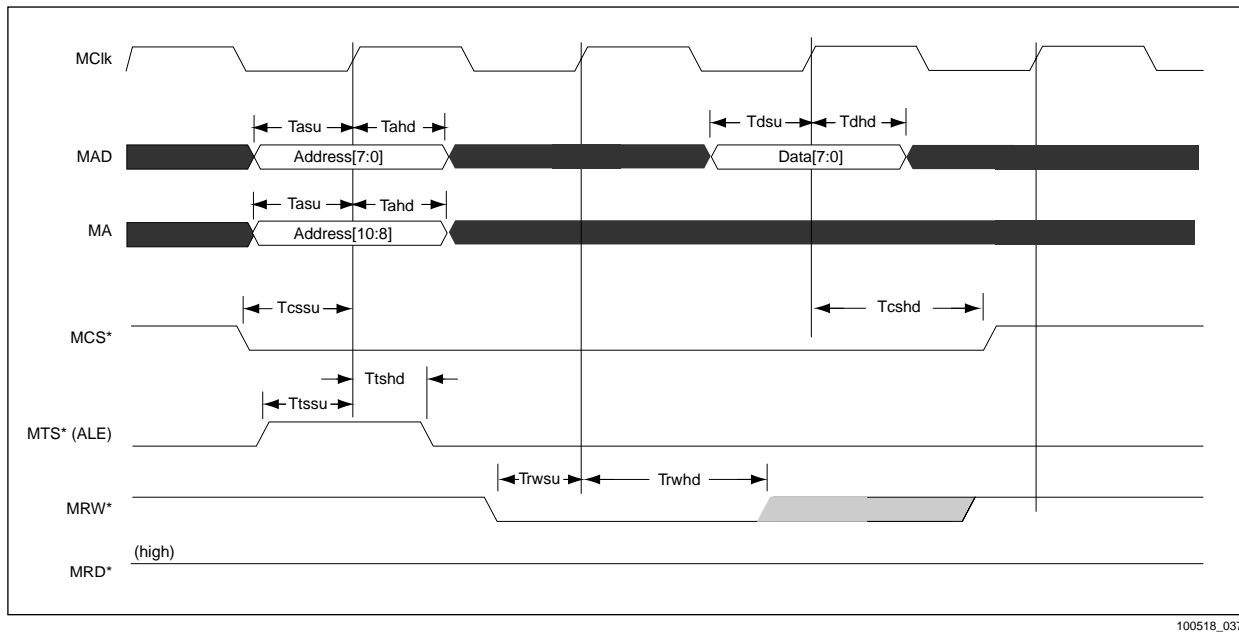 MClk
Tasu Tahd Tdsu Tdhd
MAD Address[7:0] Data[7:0]
Tasu Tahd
MA Address[10:8]
Tcssu Tcshd
MCS*
Ttshd
Ttssu
MTS* (ALE)
Trwsu Trwhd
MRW*
(high)
MRD*
100518_037